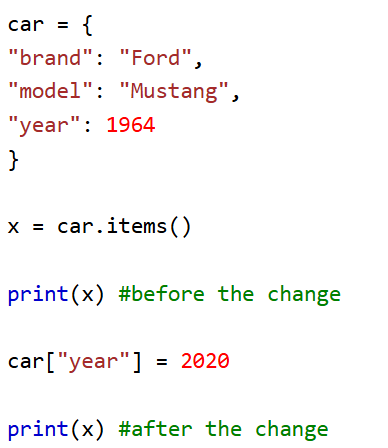 car = {
"brand": "Ford",
"model": "Mustang",
"year": 1964
}
x = car.items()
print(x) #before the change
car["year"] = 2020
print(x) #after the change